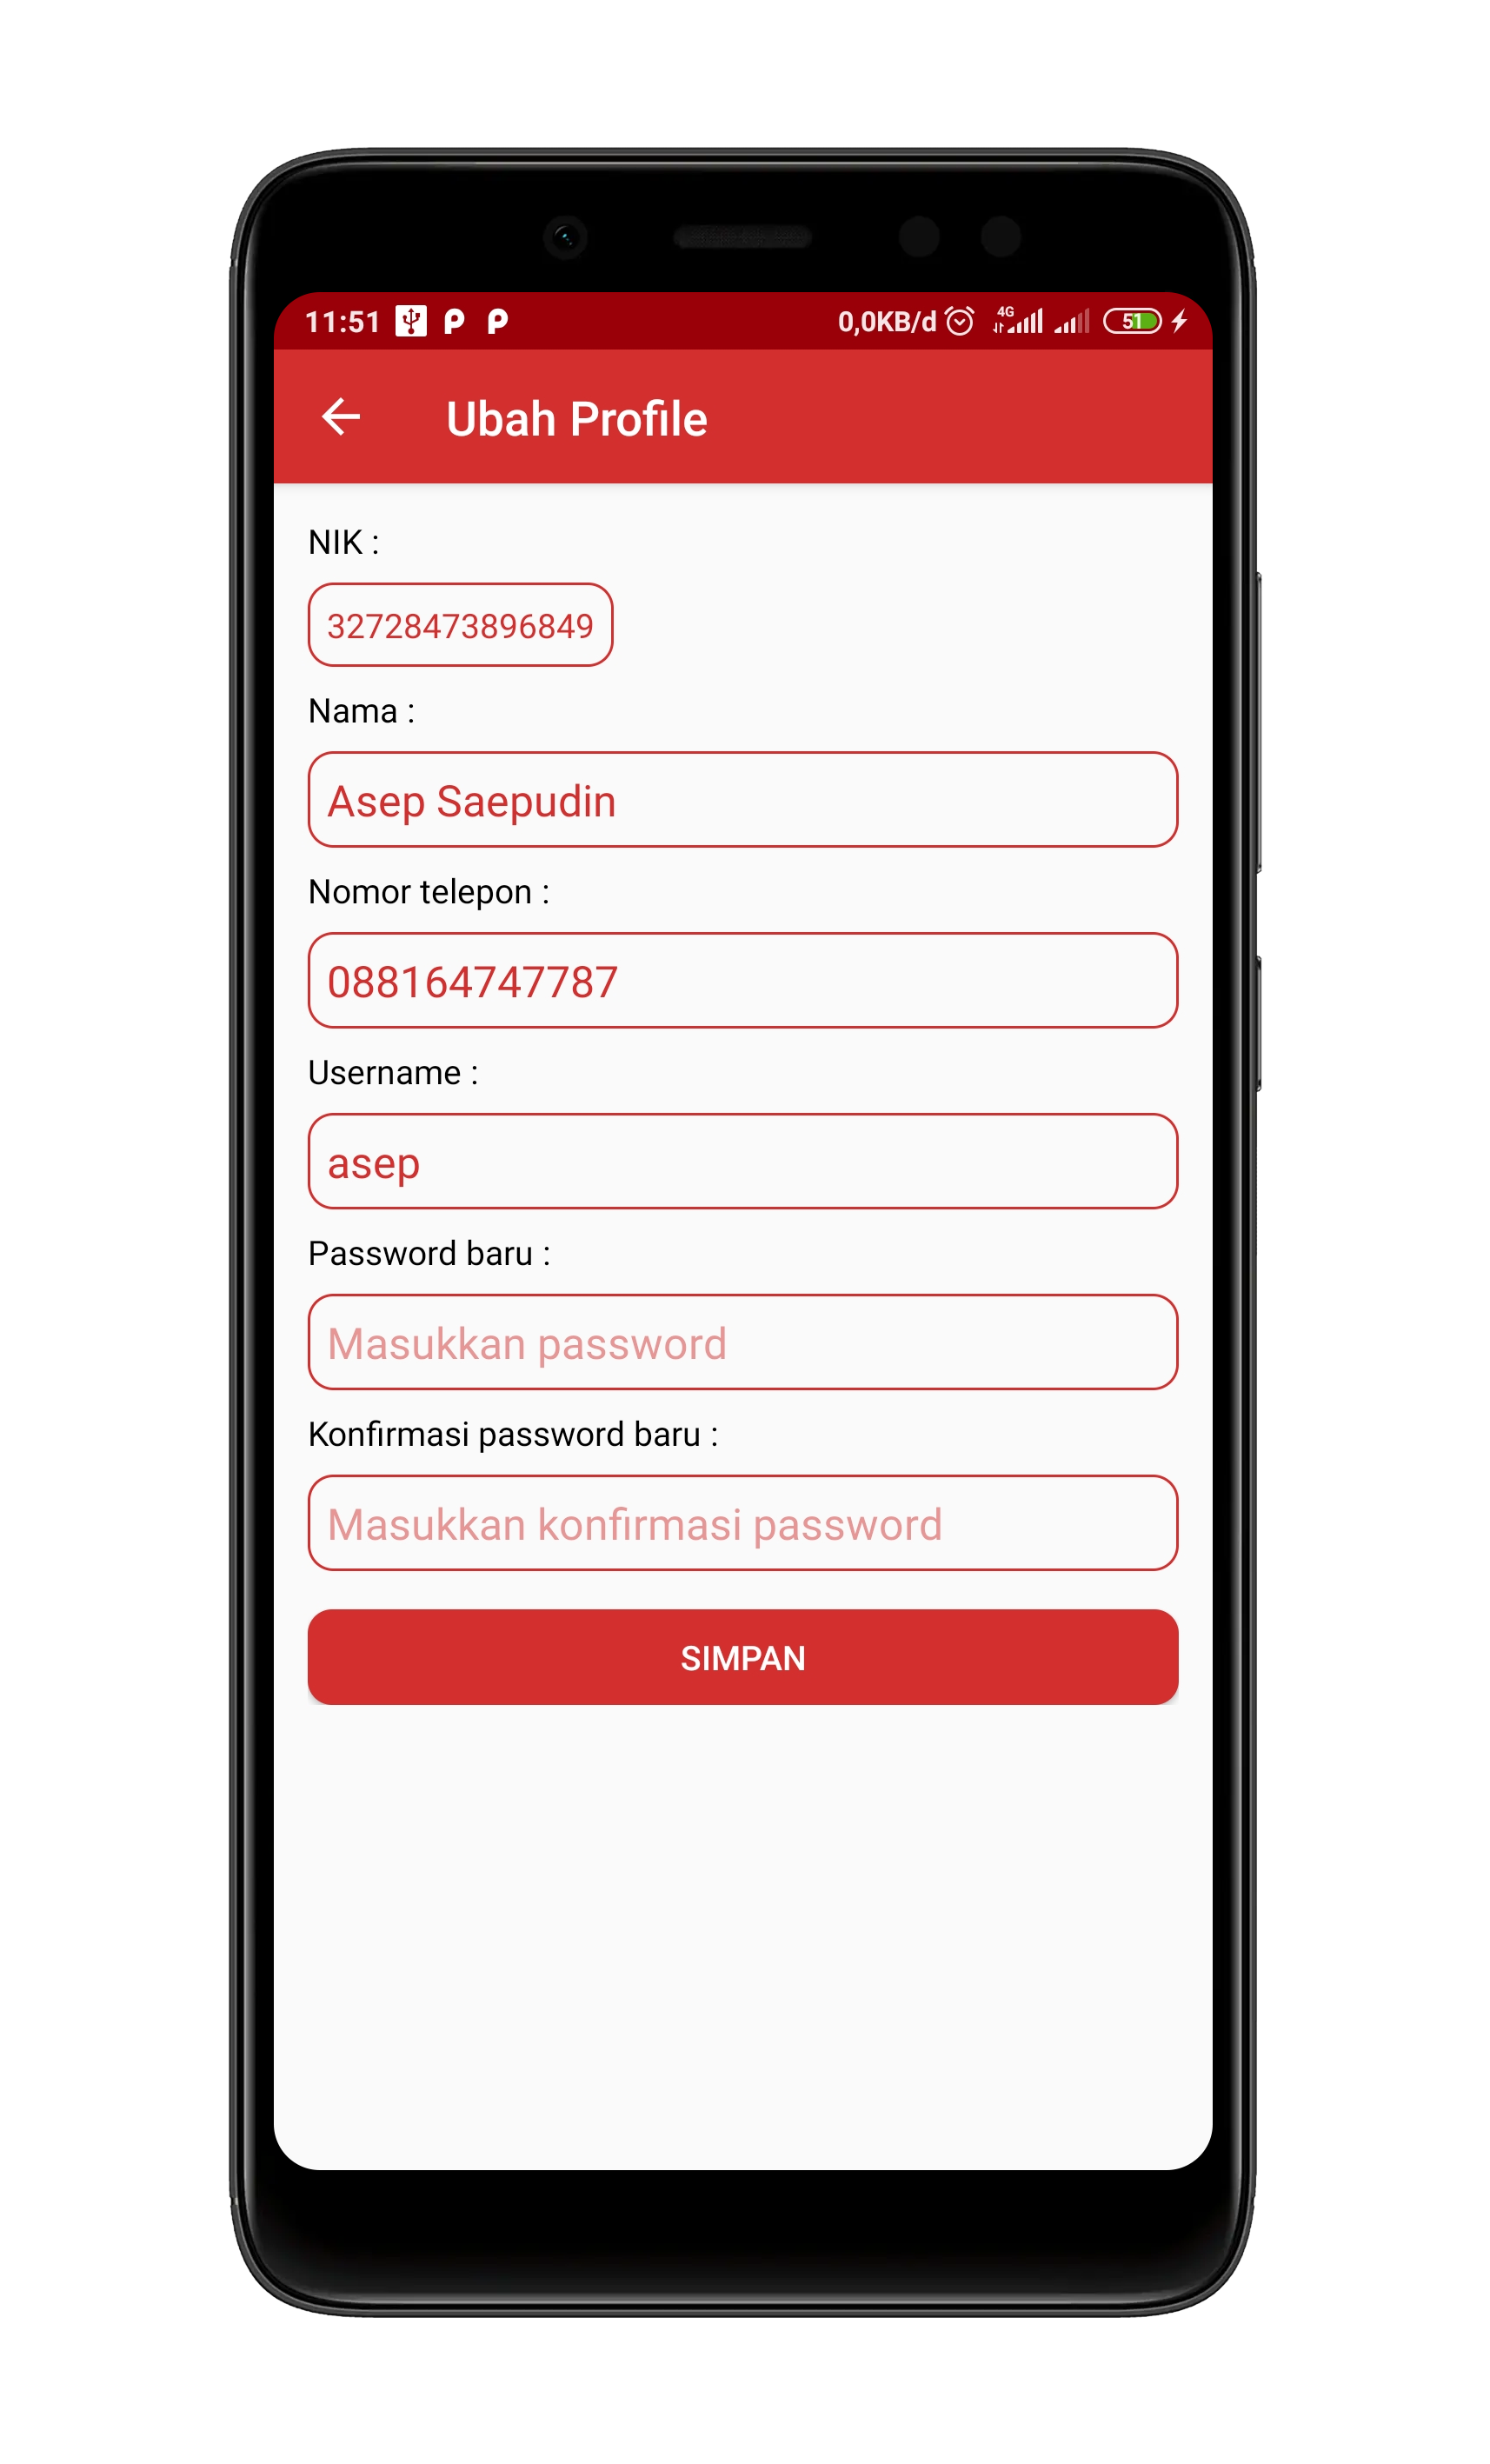 11:51 0,0KB/d 4G 51
Ubah Profile
NIK :
32728473896849
Nama :
Asep Saepudin
Nomor telepon :
088164747787
Username :
asep
Password baru :
Masukkan password
Konfirmasi password baru :
Masukkan konfirmasi password
SIMPAN